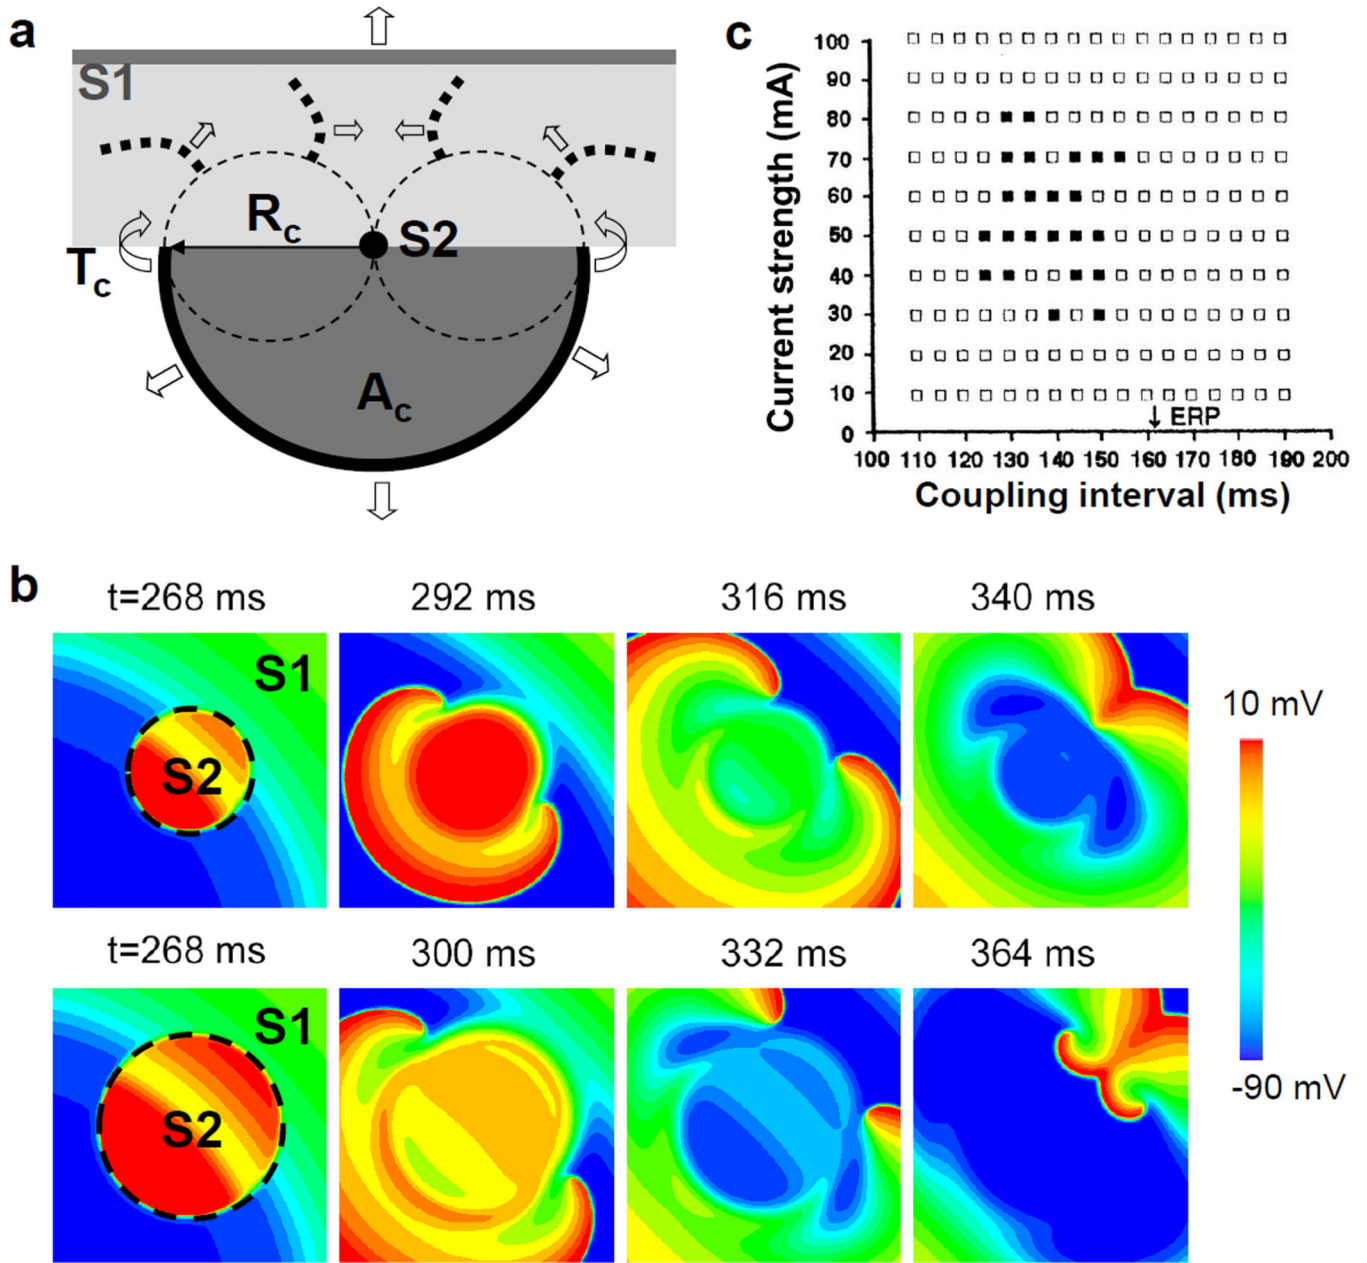 a
S1
Rc
S2
Tc
Ac
c
Current strength (mA)
100
90
80
70
60
50
40
30
20
10
0
↓ ERP
100 110 120 130 140 150 160 170 180 190 200
Coupling interval (ms)
b
t=268 ms 292 ms 316 ms 340 ms
S1
S2
t=268 ms 300 ms 332 ms 364 ms
S1
S2
10 mV
-90 mV